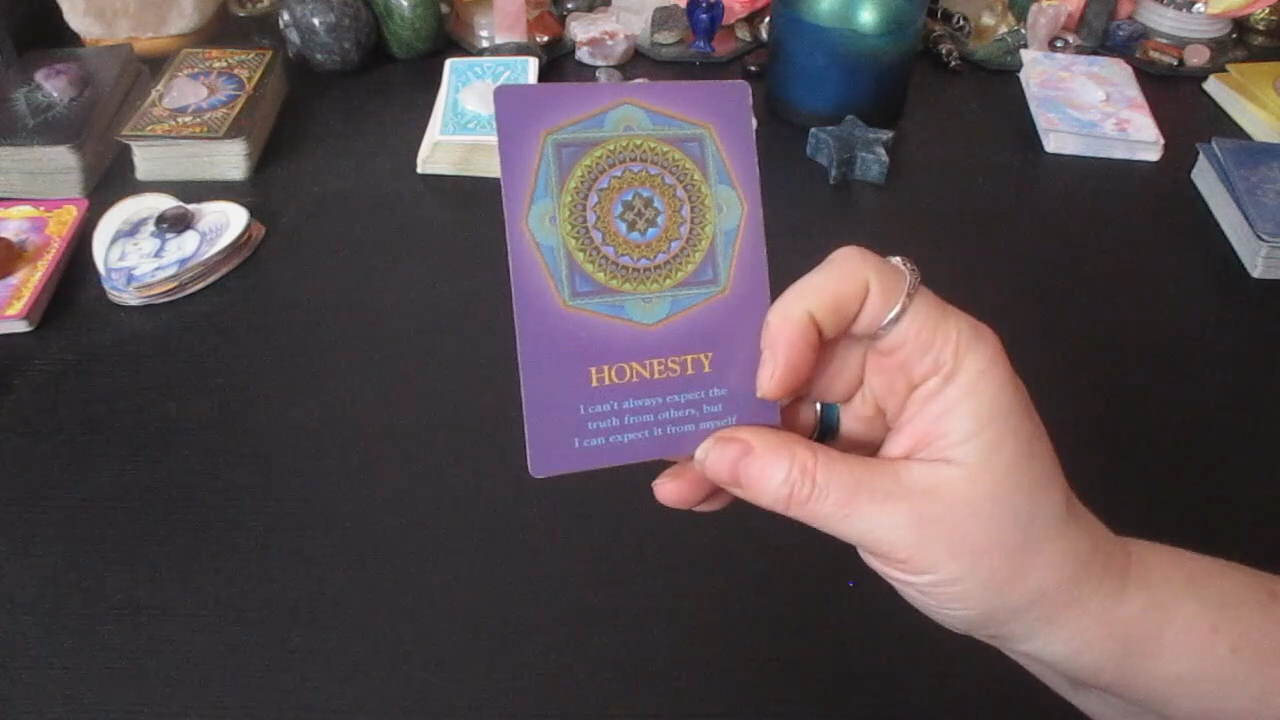 HONESTY
I can't always expect the
truth from others, but
I can expect it from myself